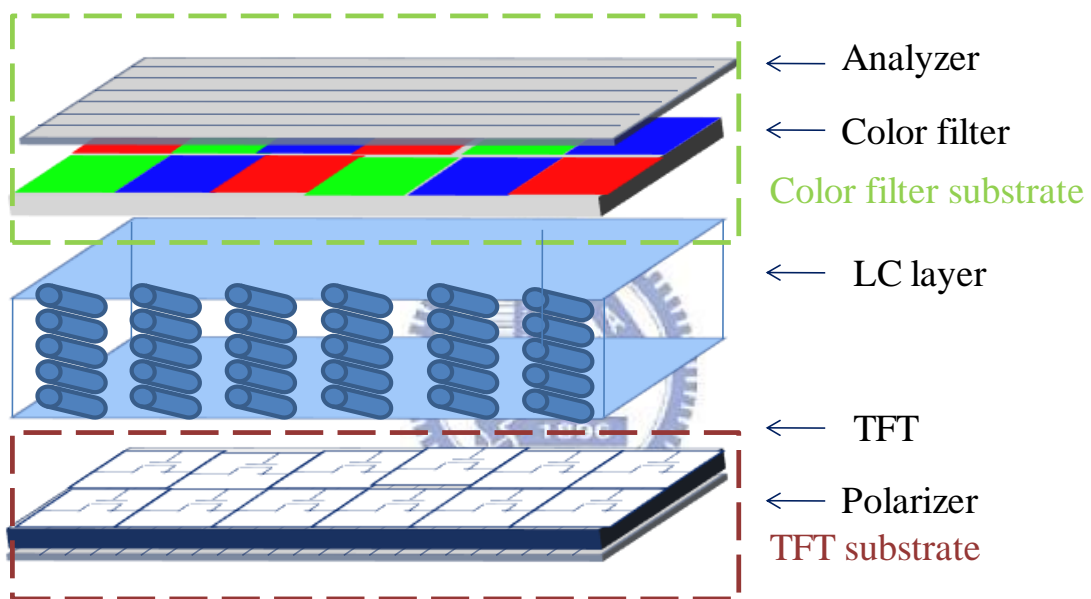 Analyzer
Color filter
Color filter substrate
LC layer
TFT
Polarizer
TFT substrate